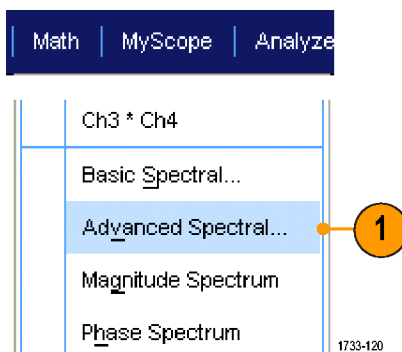 Math MyScope Analyze
Ch3 * Ch4
Basic Spectral...
Advanced Spectral...
1
Magnitude Spectrum
Phase Spectrum
1733-120